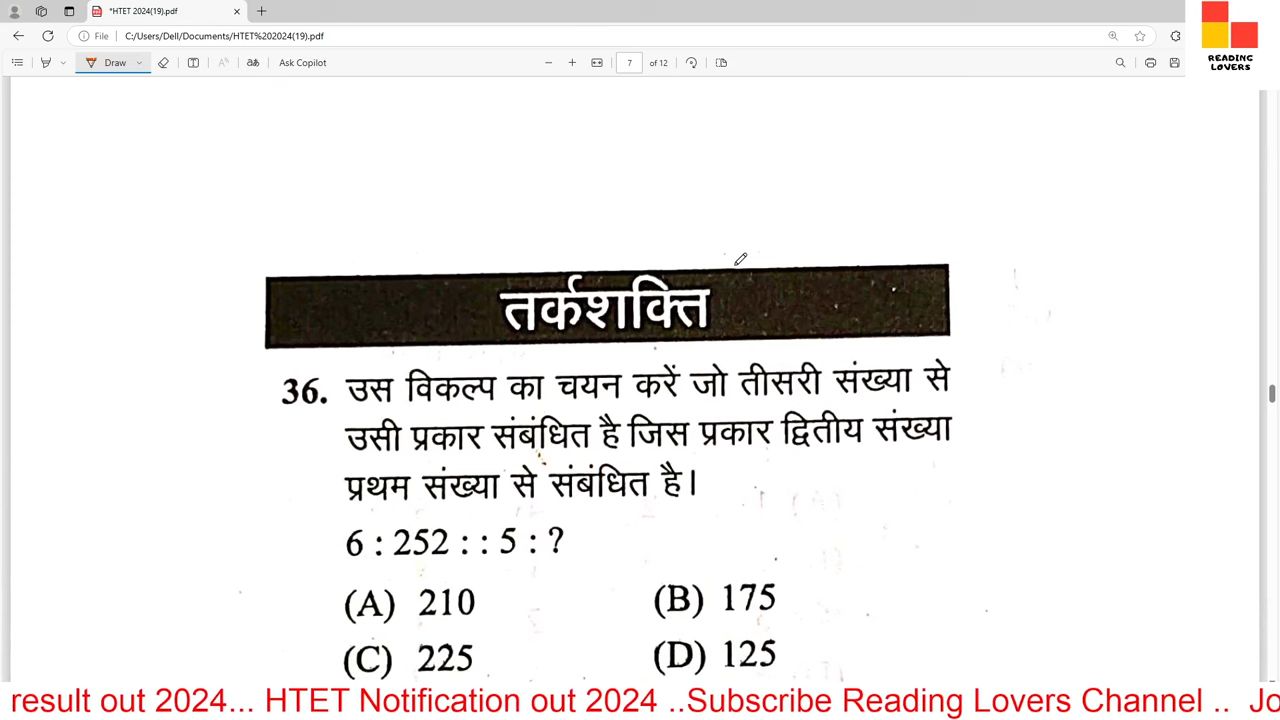 *HTET 2024(19).pdf
File C:/Users/Dell/Documents/HTET%202024(19).pdf
Draw Ask Copilot 7 of 12
READING
LOVERS
तर्कशक्ति
36. उस विकल्प का चयन करें जो तीसरी संख्या से
उसी प्रकार संबंधित है जिस प्रकार द्वितीय संख्या
प्रथम संख्या से संबंधित है।
6 : 252 : : 5 : ?
(A) 210 (B) 175
(C) 225 (D) 125
result out 2024... HTET Notification out 2024 ..Subscribe Reading Lovers Channel .. Jo